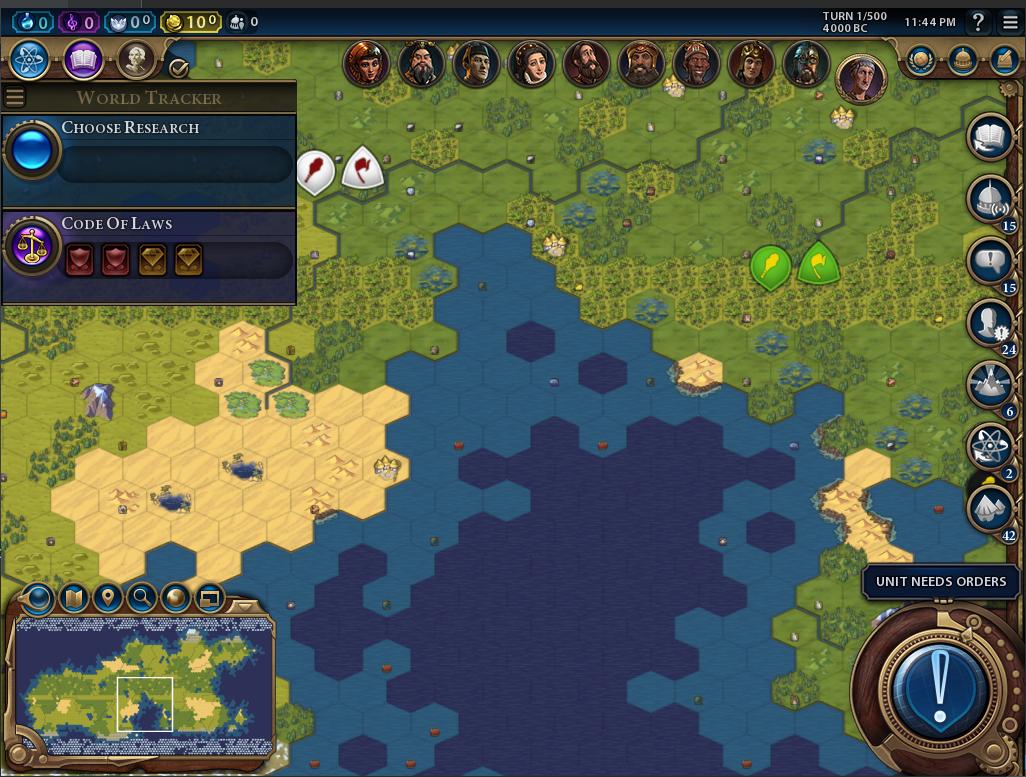 0 0 0 0 10 0 0
TURN 1/500
4000 BC
11:44 PM ?
WORLD TRACKER
CHOOSE RESEARCH
CODE OF LAWS
15
15
24
6
2
42
UNIT NEEDS ORDERS